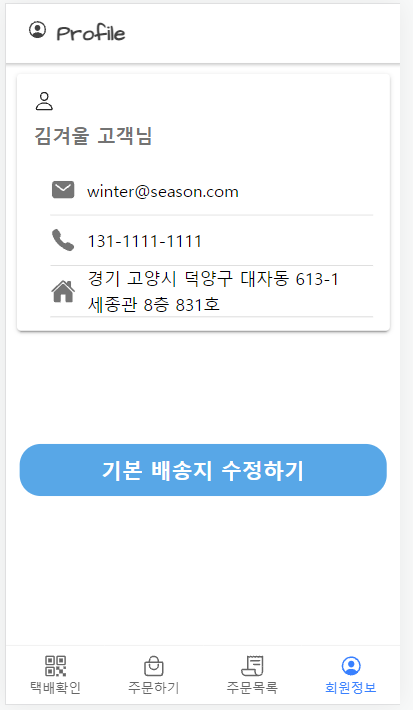 Profile
김겨울 고객님
winter@season.com
131-1111-1111
경기 고양시 덕양구 대자동 613-1
세종관 8층 831호
기본 배송지 수정하기
택배확인
주문하기
주문목록
회원정보